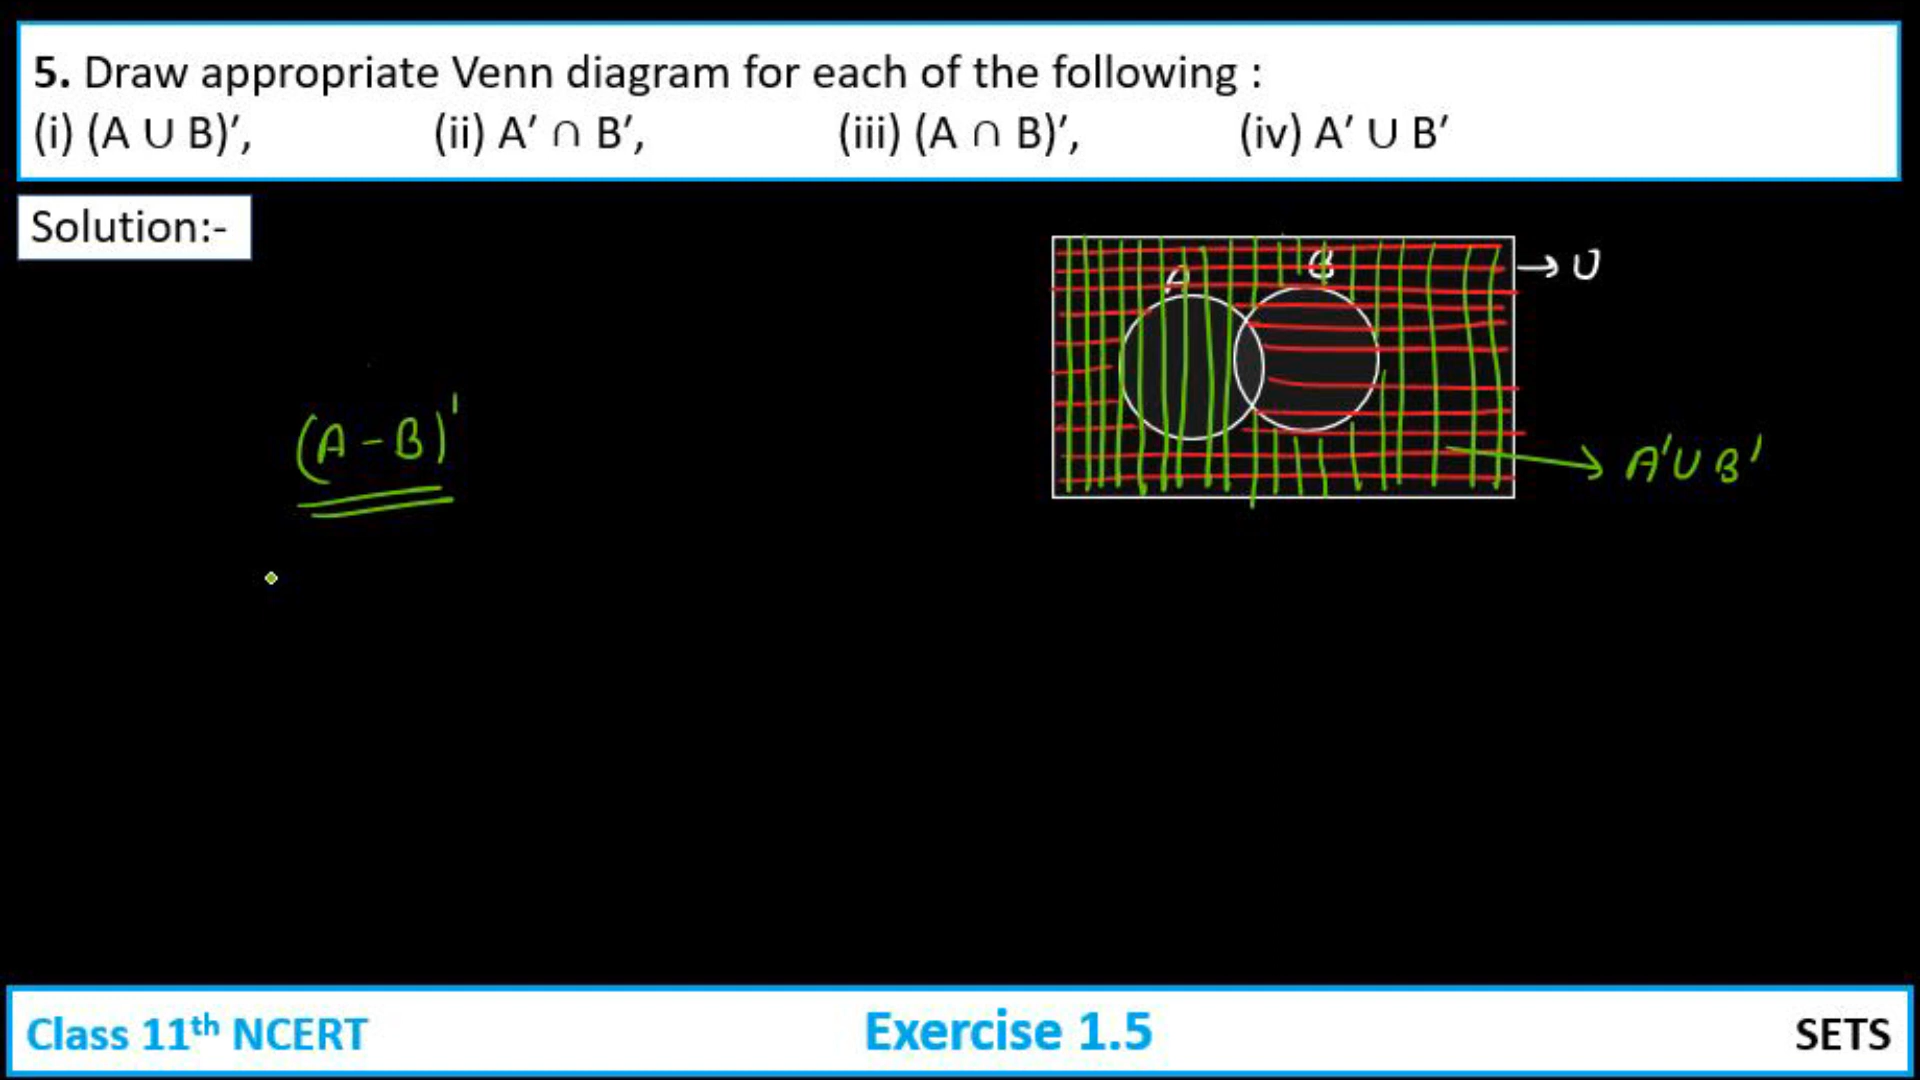 5. Draw appropriate Venn diagram for each of the following :
(i) (A ∪ B)′, (ii) A′ ∩ B′, (iii) (A ∩ B)′, (iv) A′ ∪ B′
Solution:-
A B → U
(A - B)'
→ A'∪ B'
Class 11th NCERT Exercise 1.5 SETS